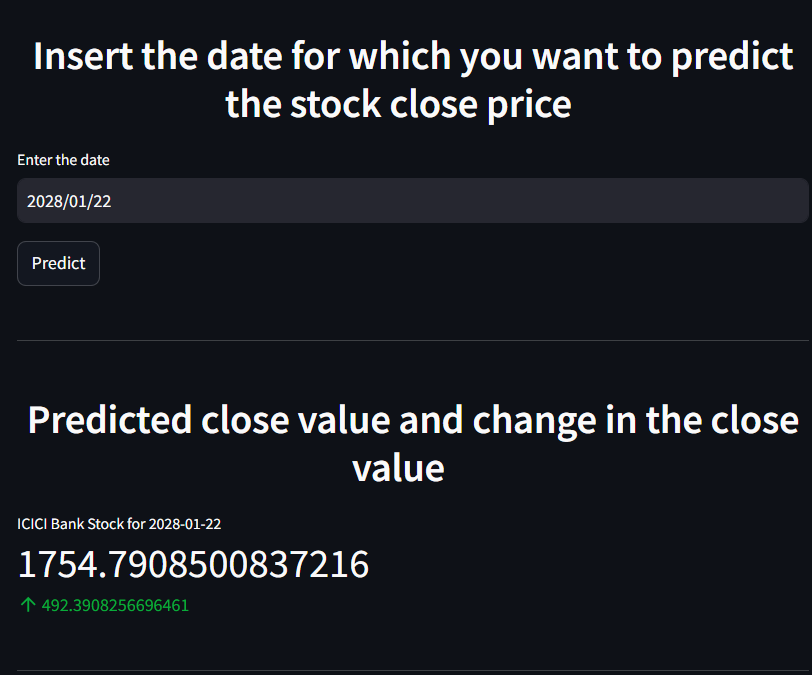 Insert the date for which you want to predict
the stock close price
Enter the date
2028/01/22
Predict
Predicted close value and change in the close
value
ICICI Bank Stock for 2028-01-22
1754.7908500837216
↑ 492.3908256696461